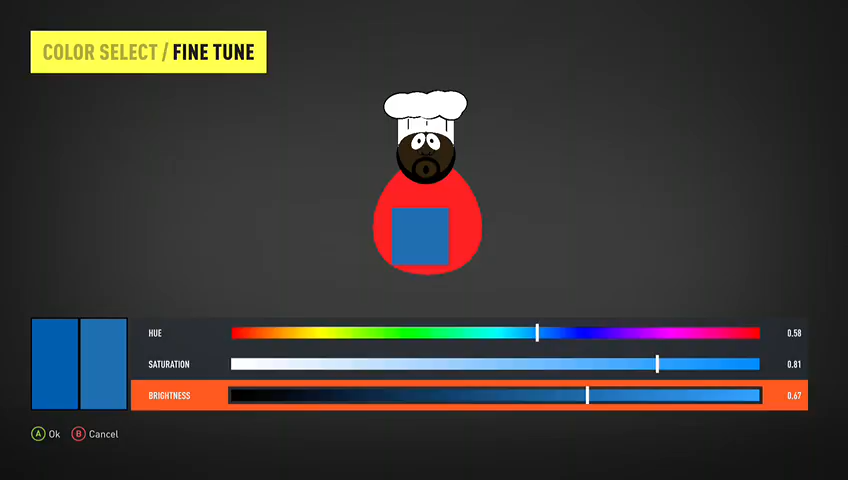 COLOR SELECT / FINE TUNE
HUE 0.58
SATURATION 0.81
BRIGHTNESS 0.67
A Ok B Cancel